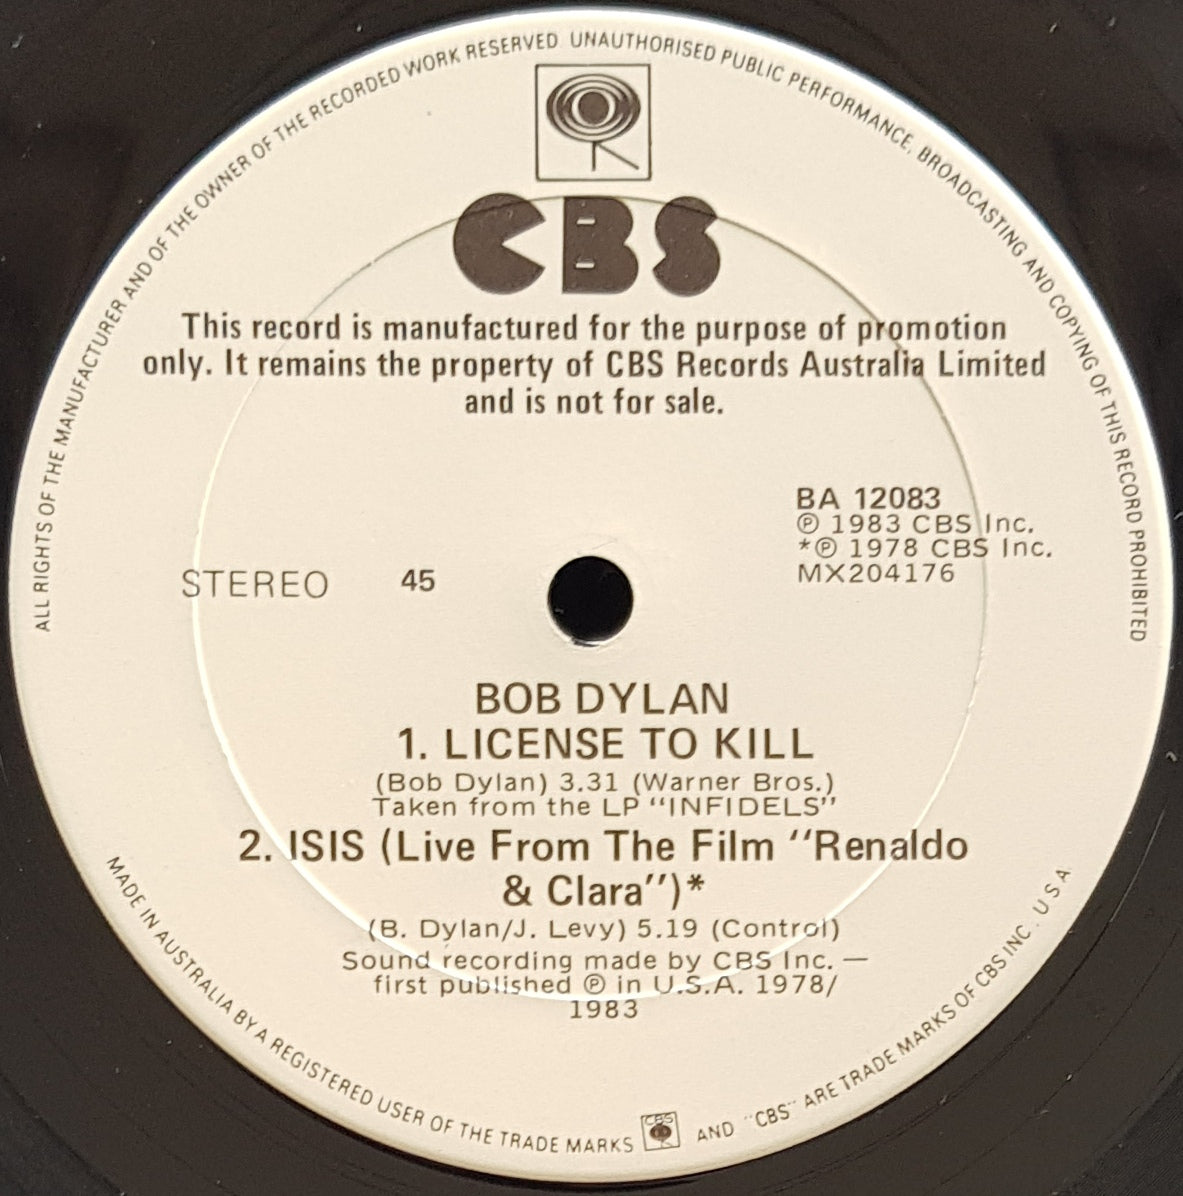 ALL RIGHTS OF THE MANUFACTURER AND OF THE OWNER OF THE RECORDED WORK RESERVED UNAUTHORISED PUBLIC PERFORMANCE, BROADCASTING AND COPYING OF THIS RECORD PROHIBITED
CBS
This record is manufactured for the purpose of promotion
only. It remains the property of CBS Records Australia Limited
and is not for sale.
BA 12083
℗ 1983 CBS Inc.
*℗ 1978 CBS Inc.
MX204176
STEREO 45
BOB DYLAN
1. LICENSE TO KILL
(Bob Dylan) 3.31 (Warner Bros.)
Taken from the LP "INFIDELS"
2. ISIS (Live From The Film "Renaldo
& Clara")*
(B. Dylan/J. Levy) 5.19 (Control)
Sound recording made by CBS Inc. —
first published ℗ in U.S.A. 1978/
1983
MADE IN AUSTRALIA BY A REGISTERED USER OF THE TRADE MARKS CBS AND "CBS" ARE TRADE MARKS OF CBS INC. U S A